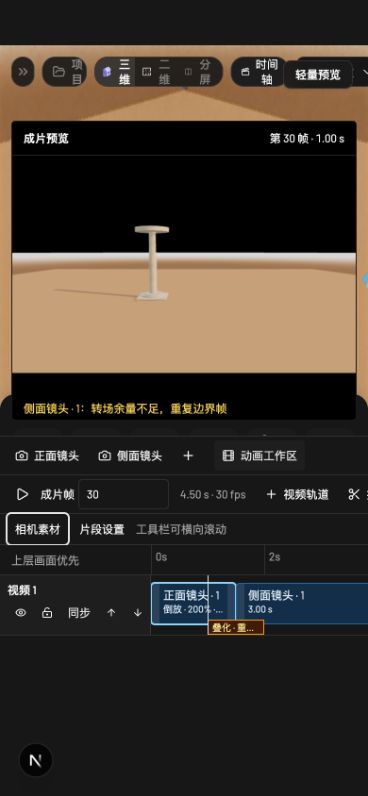 项目
三维
二维
分屏
时间轴
轻量预览
成片预览
第 30 帧 · 1.00 s
侧面镜头 · 1：转场余量不足，重复边界帧
正面镜头
侧面镜头
动画工作区
成片帧
30
4.50 s · 30 fps
视频轨道
相机素材
片段设置
工具栏可横向滚动
上层画面优先
0s
2s
视频 1
同步
正面镜头 · 1
倒放 · 200% ·...
侧面镜头 · 1
3.00 s
叠化 · 重...
N